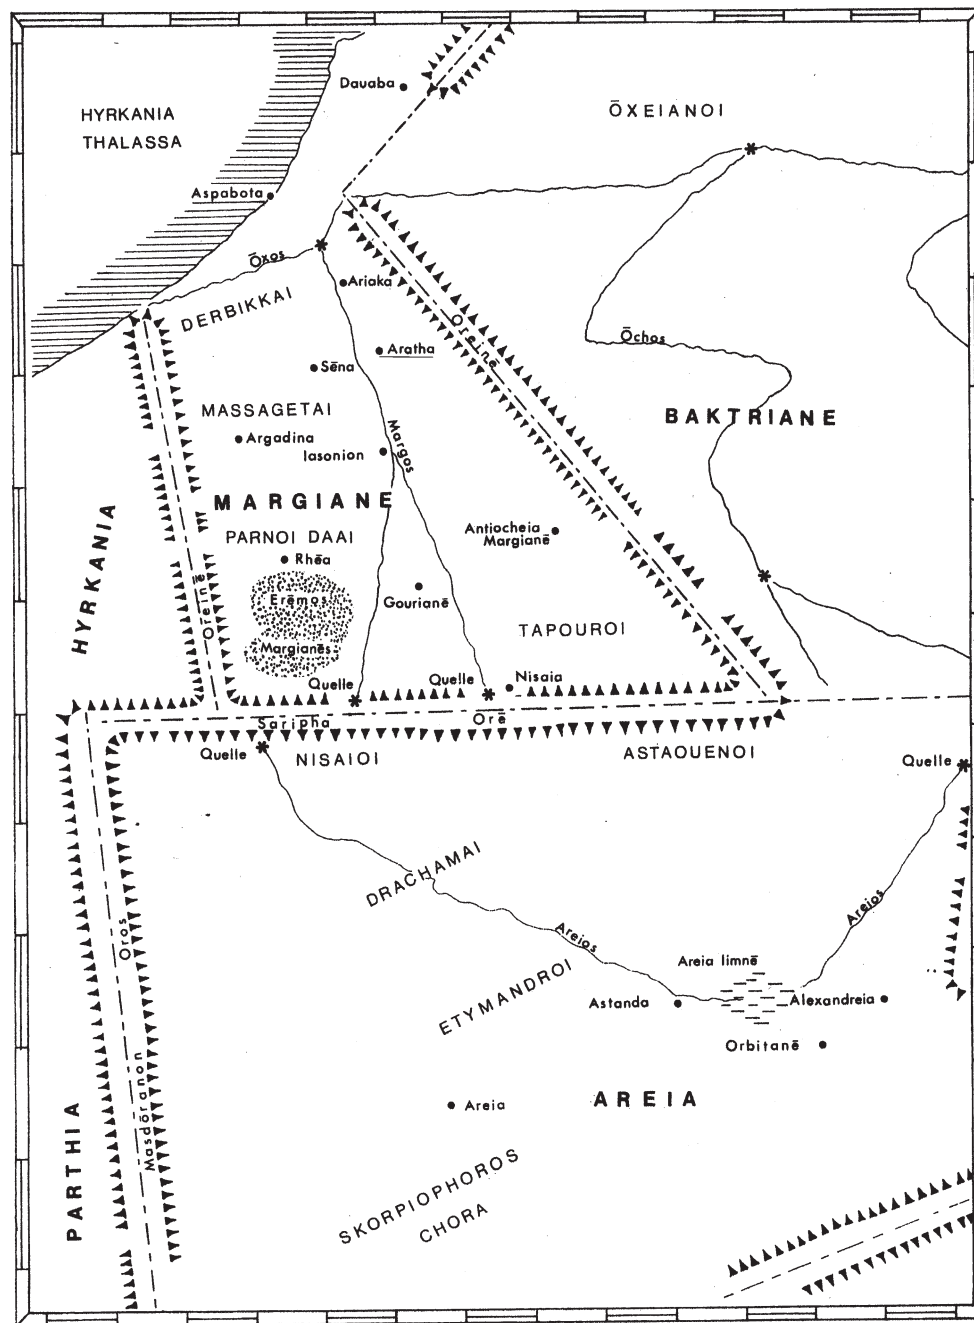 Dauaba
HYRKANIA
THALASSA
ŌXEIANOI
Aspabota
Ōxos
Ariaka
DERBIKKAI
Oreinē
Ōchos
Aratha
Sēna
MASSAGETAI
BAKTRIANE
Argadina
Iasonion
Margos
MARGIANE
HYRKANIA
Antiocheia
Margianē
PARNOI DAAI
Rhēa
Erēmos
Margianēs
Oreinē
Gourianē
TAPOUROI
Quelle
Quelle
Nisaia
Saripha
Orē
Quelle
NISAIOI
ASTAOUENOI
Quelle
DRACHAMAI
Oros
Masdōranon
Areios
Areios
ETYMANDROI
Areia limnē
Astanda
Alexandreia
Orbitanē
Areia
AREIA
PARTHIA
SKORPIOPHOROS
CHORA